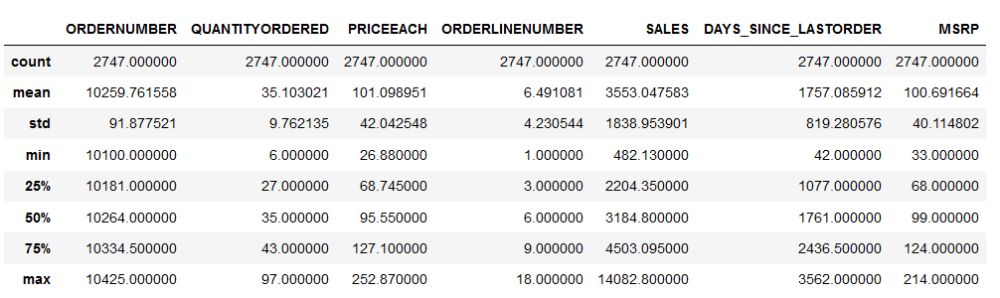 ORDERNUMBER QUANTITYORDERED PRICEEACH ORDERLINENUMBER SALES DAYS_SINCE_LASTORDER MSRP
count 2747.000000 2747.000000 2747.000000 2747.000000 2747.000000 2747.000000 2747.000000
mean 10259.761558 35.103021 101.098951 6.491081 3553.047583 1757.085912 100.691664
std 91.877521 9.762135 42.042548 4.230544 1838.953901 819.280576 40.114802
min 10100.000000 6.000000 26.880000 1.000000 482.130000 42.000000 33.000000
25% 10181.000000 27.000000 68.745000 3.000000 2204.350000 1077.000000 68.000000
50% 10264.000000 35.000000 95.550000 6.000000 3184.800000 1761.000000 99.000000
75% 10334.500000 43.000000 127.100000 9.000000 4503.095000 2436.500000 124.000000
max 10425.000000 97.000000 252.870000 18.000000 14082.800000 3562.000000 214.000000